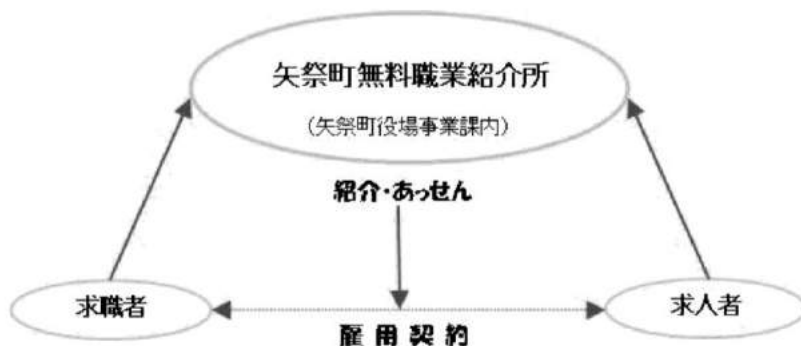 矢祭町無料職業紹介所
（矢祭町役場事業課内）
紹介・あっせん
求職者
求人者
雇用契約